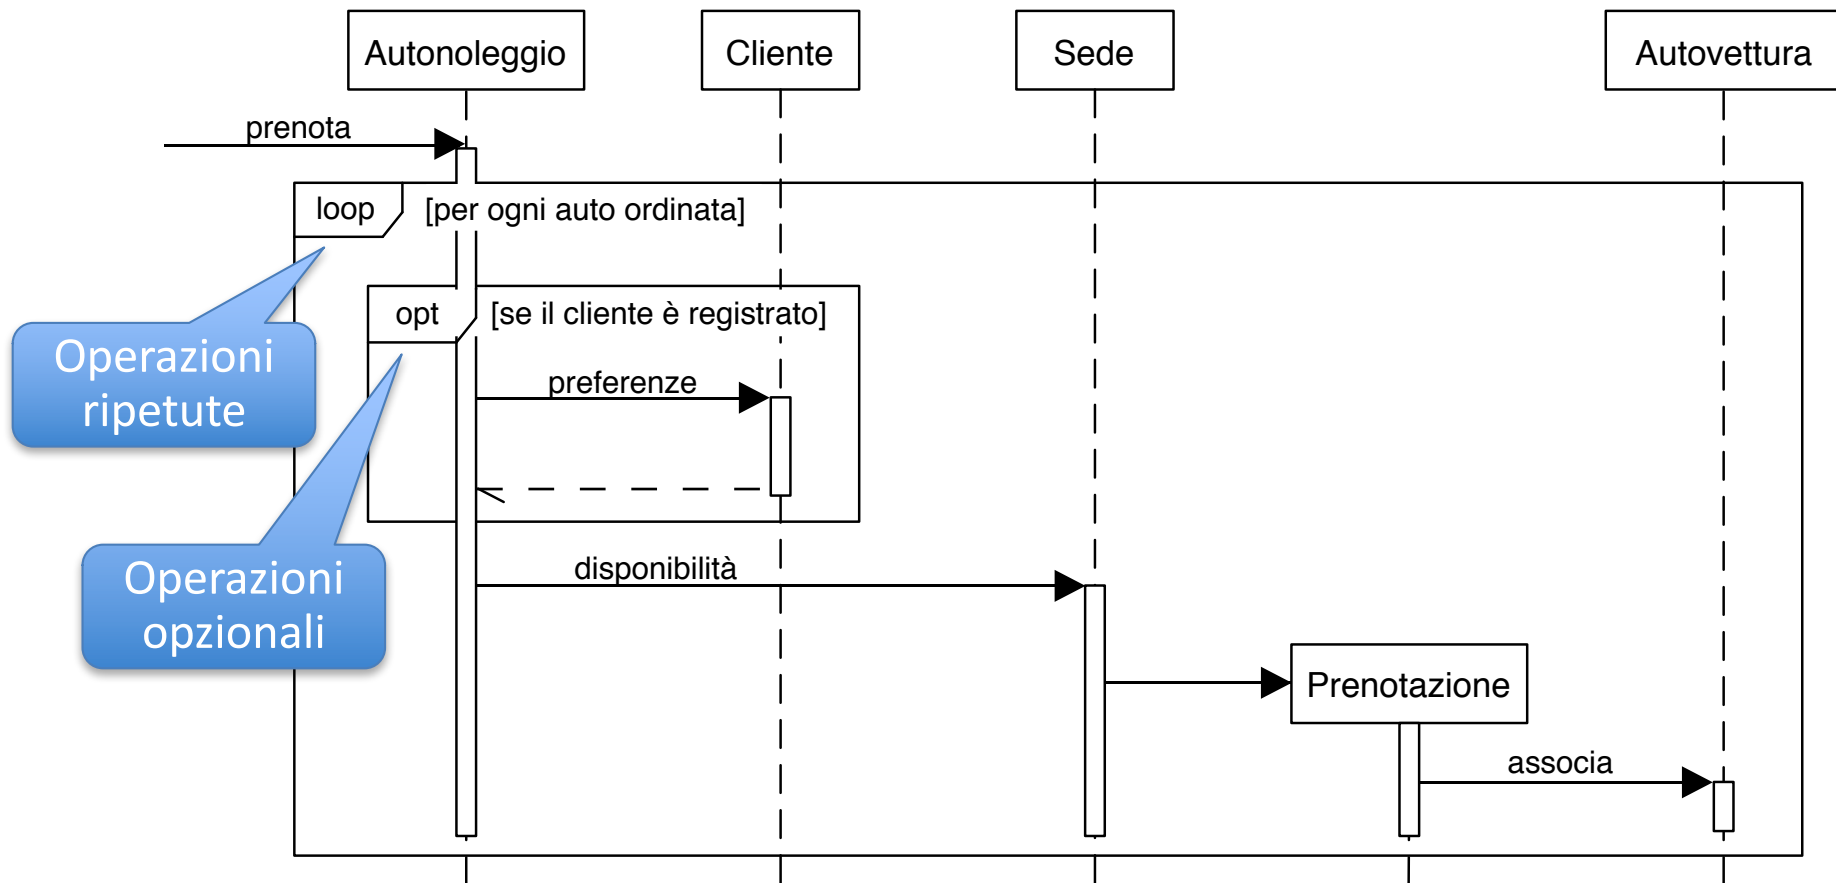 Autonoleggio
Cliente
Sede
Autovettura
prenota
loop
[per ogni auto ordinata]
opt
[se il cliente è registrato]
Operazioni
ripetute
preferenze
disponibilità
Operazioni
opzionali
Prenotazione
associa